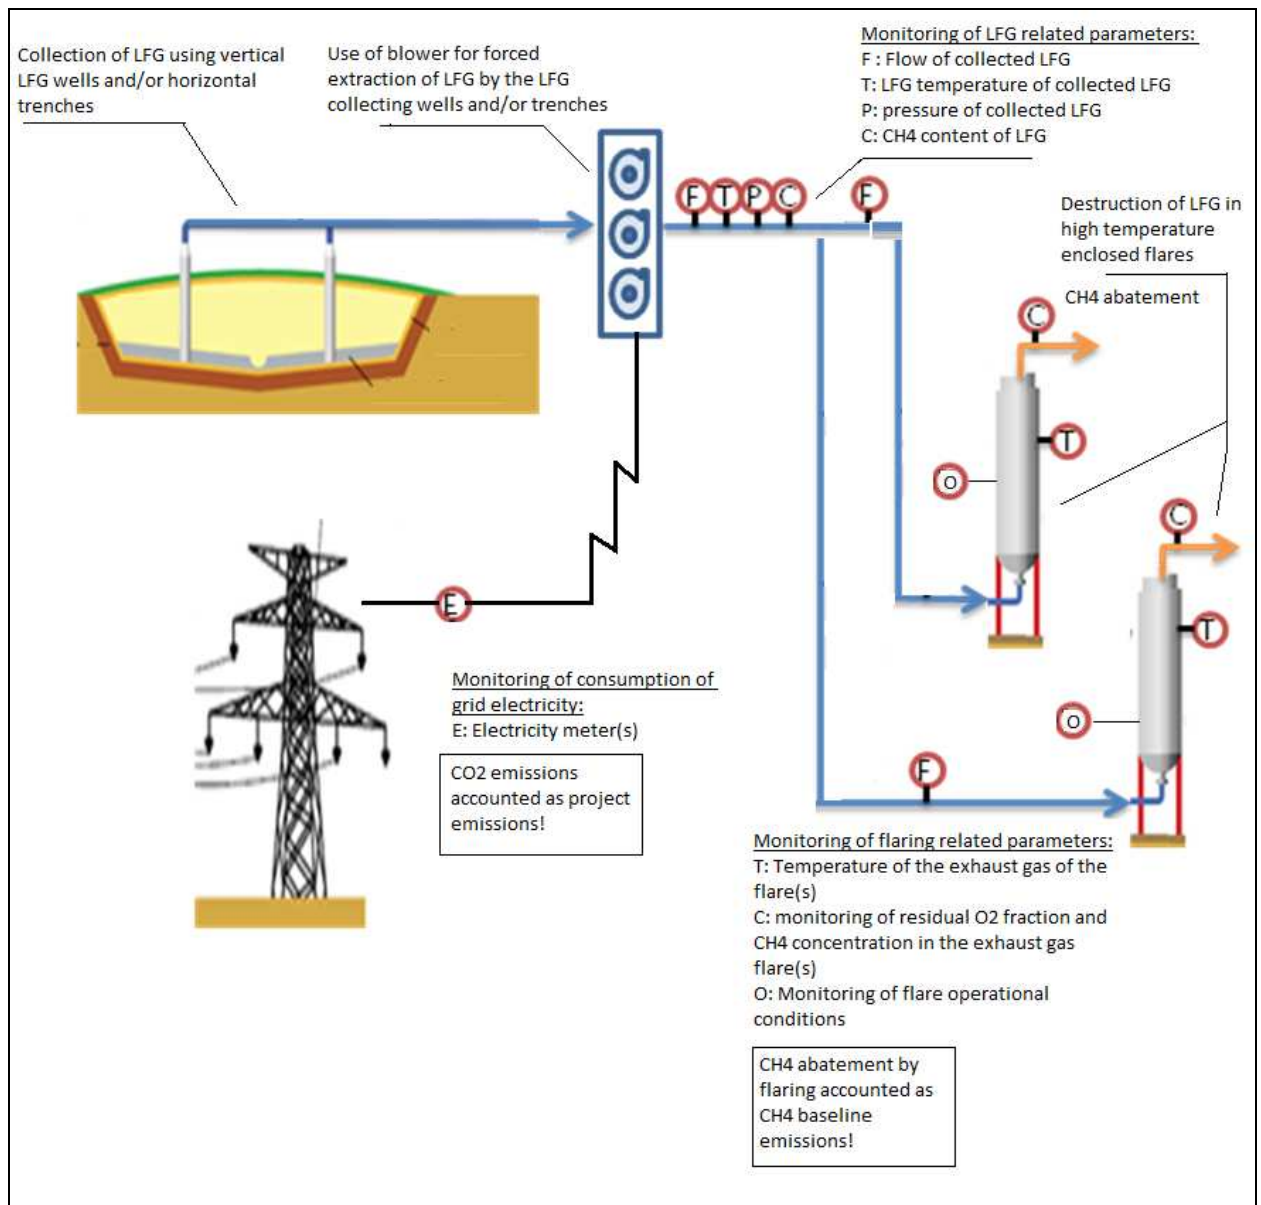 Collection of LFG using vertical
LFG wells and/or horizontal
trenches
Use of blower for forced
extraction of LFG by the LFG
collecting wells and/or trenches
Monitoring of LFG related parameters:
F : Flow of collected LFG
T: LFG temperature of collected LFG
P: pressure of collected LFG
C: CH4 content of LFG
F T P C F
Destruction of LFG in
high temperature
enclosed flares
CH4 abatement
C
T
O
C
T
O
F
E
Monitoring of consumption of
grid electricity:
E: Electricity meter(s)
CO2 emissions
accounted as project
emissions!
Monitoring of flaring related parameters:
T: Temperature of the exhaust gas of the
flare(s)
C: monitoring of residual O2 fraction and
CH4 concentration in the exhaust gas
flare(s)
O: Monitoring of flare operational
conditions
CH4 abatement by
flaring accounted as
CH4 baseline
emissions!